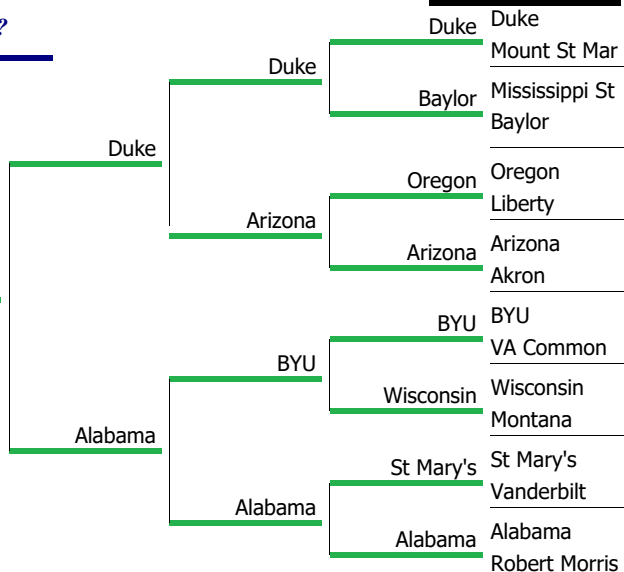 ?
Duke
Duke
Mount St Mar
Duke
Baylor
Mississippi St
Baylor
Duke
Oregon
Oregon
Liberty
Arizona
Arizona
Arizona
Akron
BYU
BYU
VA Common
BYU
Wisconsin
Wisconsin
Montana
Alabama
St Mary's
St Mary's
Vanderbilt
Alabama
Alabama
Alabama
Robert Morris